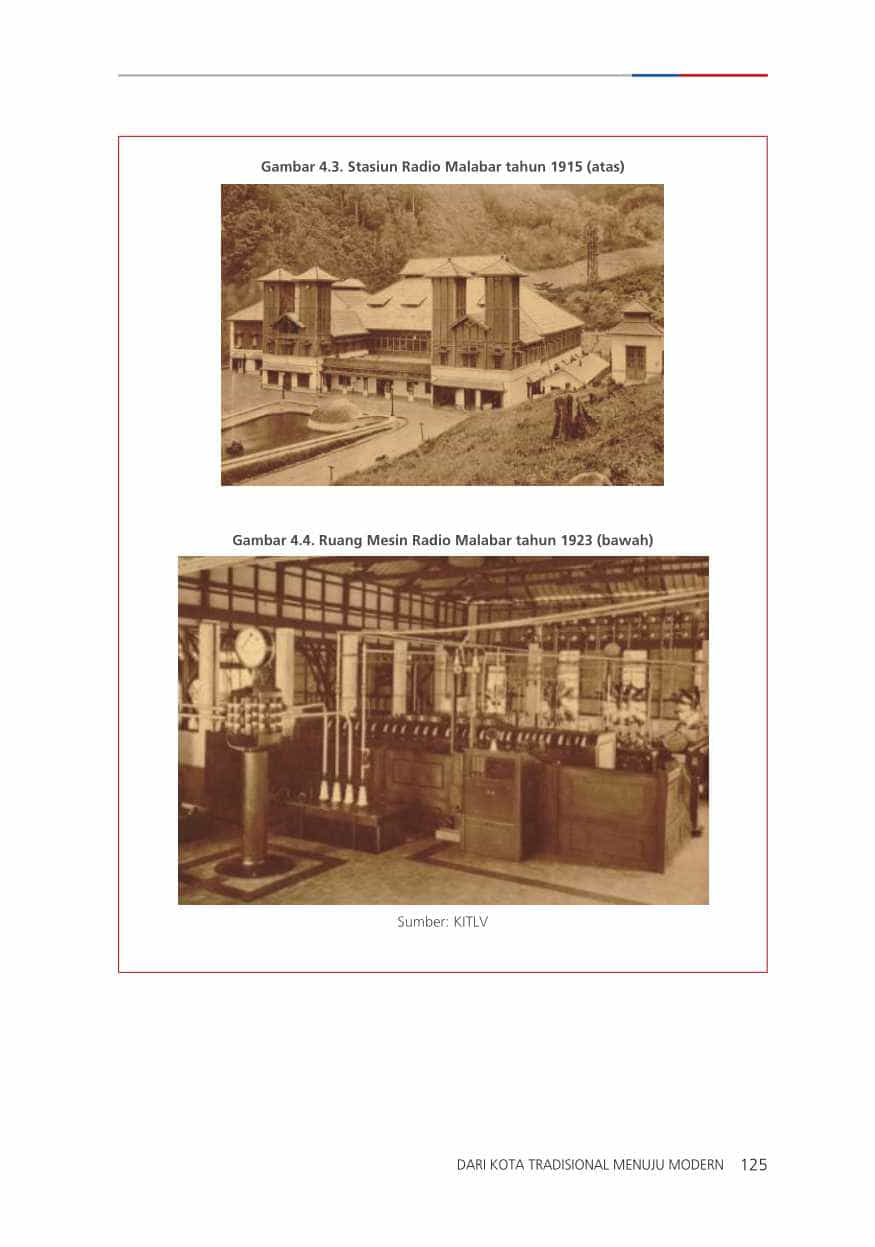 Gambar 4.3. Stasiun Radio Malabar tahun 1915 (atas)
Gambar 4.4. Ruang Mesin Radio Malabar tahun 1923 (bawah)
Sumber: KITLV
DARI KOTA TRADISIONAL MENUJU MODERN 125